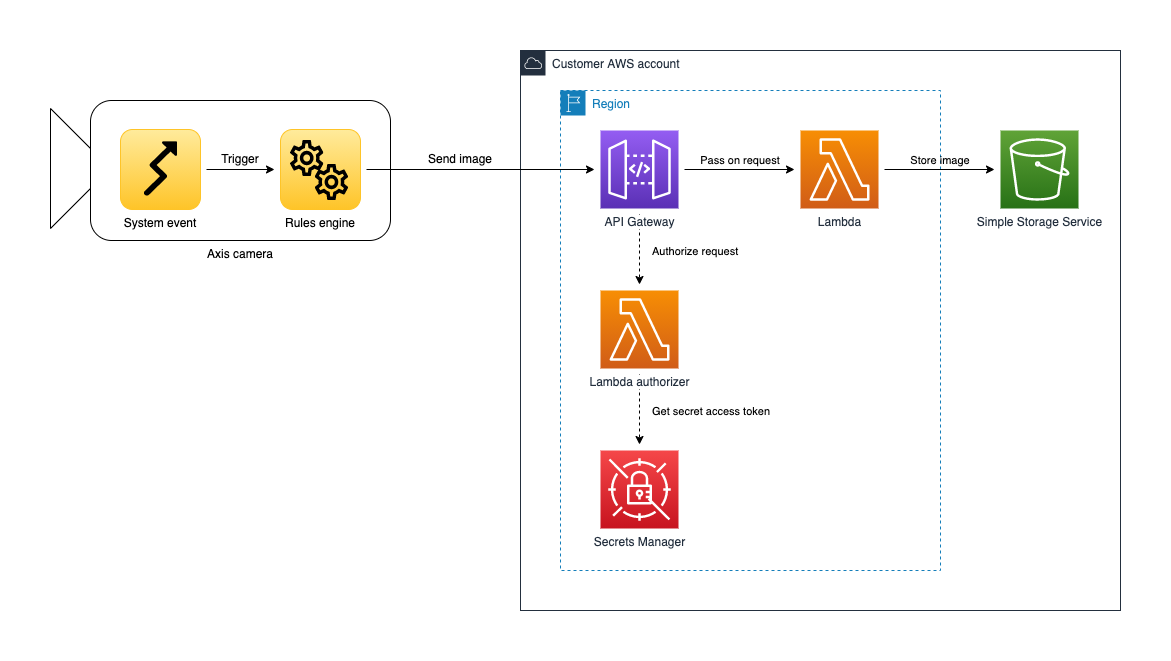 Customer AWS account
Region
System event
Trigger
Rules engine
Axis camera
Send image
</>
API Gateway
Pass on request
Lambda
Store image
Simple Storage Service
Authorize request
Lambda authorizer
Get secret access token
Secrets Manager